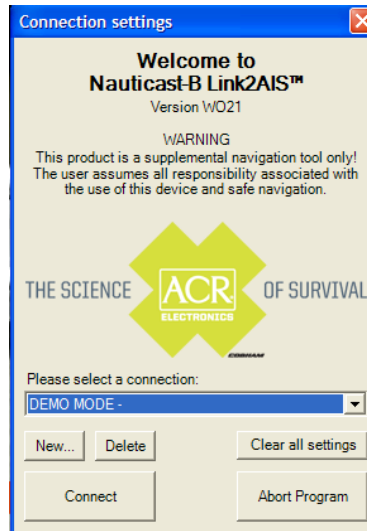 Connection settings
Welcome to
Nauticast-B Link2AIS™
Version WO21
WARNING
This product is a supplemental navigation tool only!
The user assumes all responsibility associated with
the use of this device and safe navigation.
THE SCIENCE ACR OF SURVIVAL
ELECTRONICS
COBHAM
Please select a connection:
DEMO MODE -
New... Delete Clear all settings
Connect Abort Program